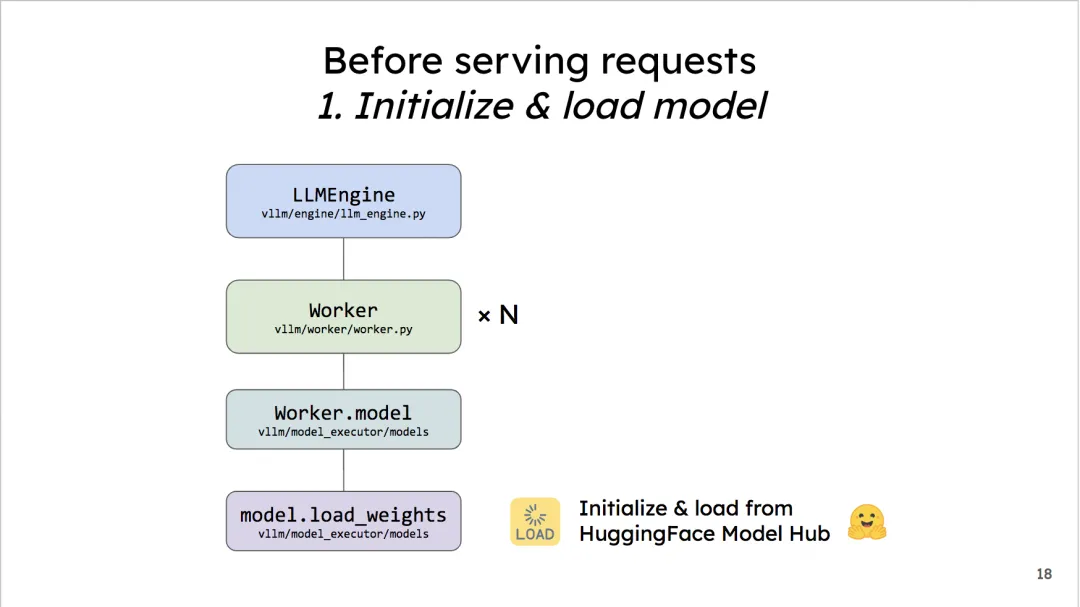 Before serving requests
1. Initialize & load model
LLMEngine
vllm/engine/llm_engine.py
Worker
vllm/worker/worker.py
× N
Worker.model
vllm/model_executor/models
model.load_weights
vllm/model_executor/models
LOAD
Initialize & load from
HuggingFace Model Hub
18